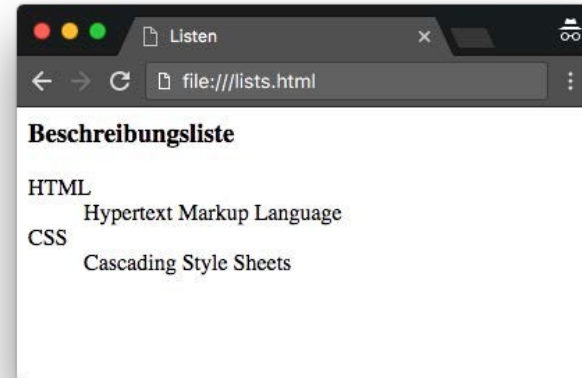 Listen
file:///lists.html
Beschreibungsliste
HTML
Hypertext Markup Language
CSS
Cascading Style Sheets